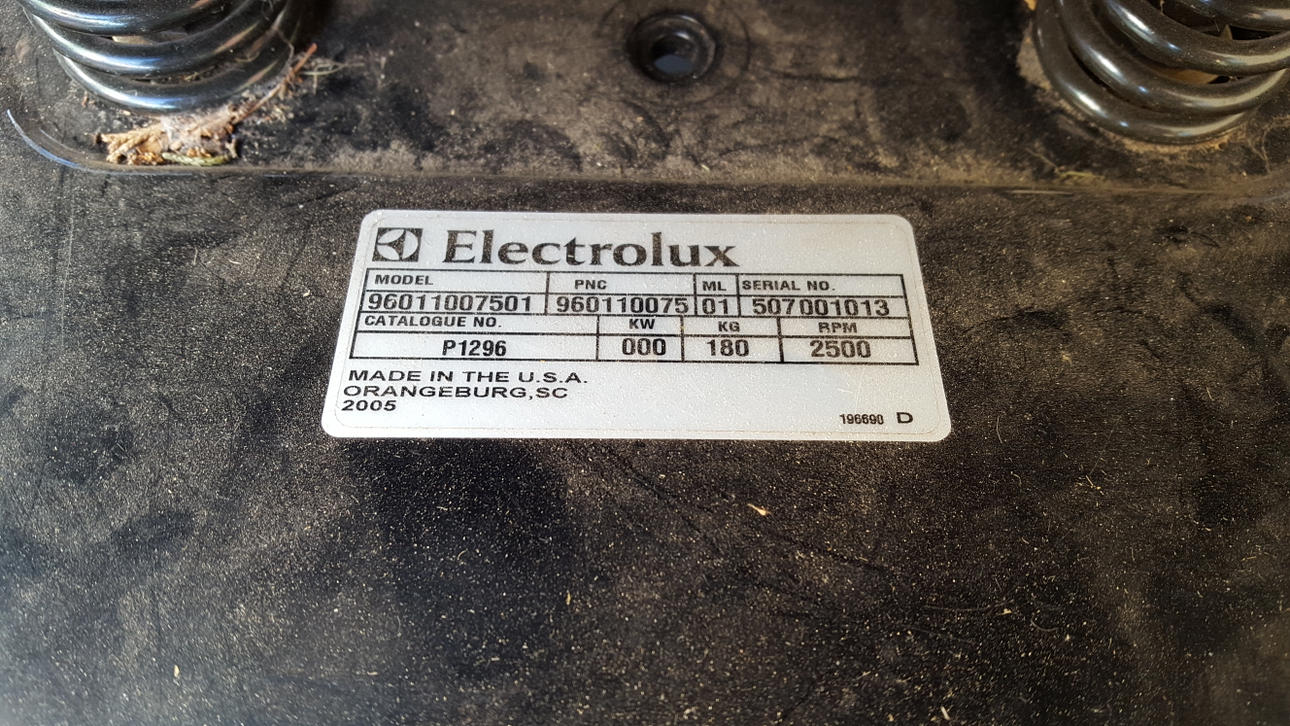 Electrolux
MODEL PNC ML SERIAL NO.
96011007501 960110075 01 507001013
CATALOGUE NO. KW KG RPM
P1296 000 180 2500
MADE IN THE U.S.A.
ORANGEBURG,SC
2005
196690 D